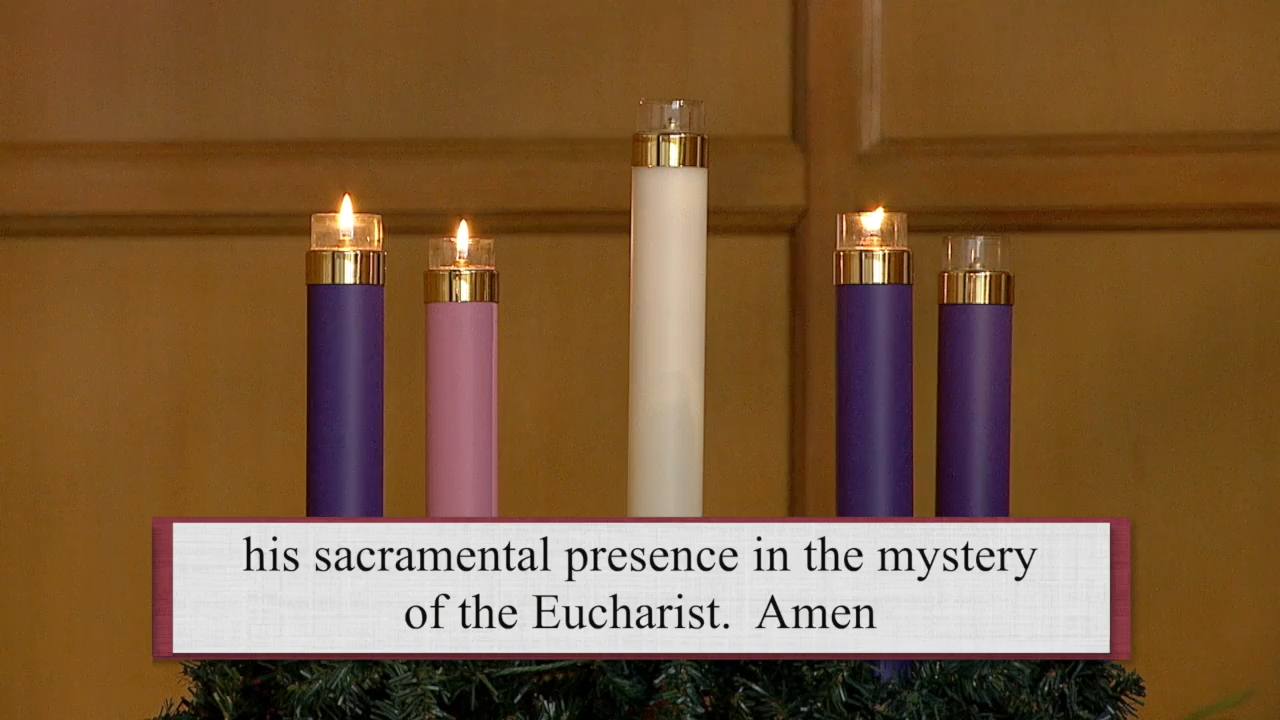 his sacramental presence in the mystery
of the Eucharist.  Amen